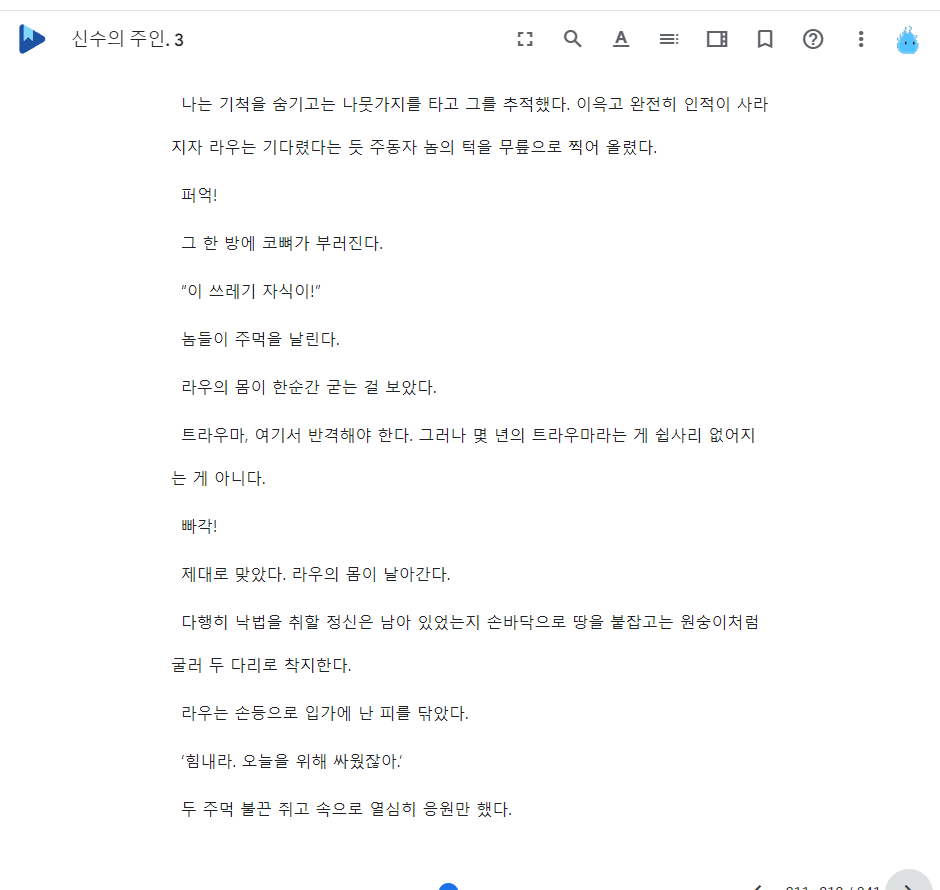 신수의 주인. 3
나는 기척을 숨기고는 나뭇가지를 타고 그를 추적했다. 이윽고 완전히 인적이 사라
지자 라우는 기다렸다는 듯 주동자 놈의 턱을 무릎으로 찍어 올렸다.
퍼억!
그 한 방에 코뼈가 부러진다.
"이 쓰레기 자식이!"
놈들이 주먹을 날린다.
라우의 몸이 한순간 굳는 걸 보았다.
트라우마, 여기서 반격해야 한다. 그러나 몇 년의 트라우마라는 게 쉽사리 없어지
는 게 아니다.
빠각!
제대로 맞았다. 라우의 몸이 날아간다.
다행히 낙법을 취할 정신은 남아 있었는지 손바닥으로 땅을 붙잡고는 원숭이처럼
굴러 두 다리로 착지한다.
라우는 손등으로 입가에 난 피를 닦았다.
'힘내라. 오늘을 위해 싸웠잖아.'
두 주먹 불끈 쥐고 속으로 열심히 응원만 했다.